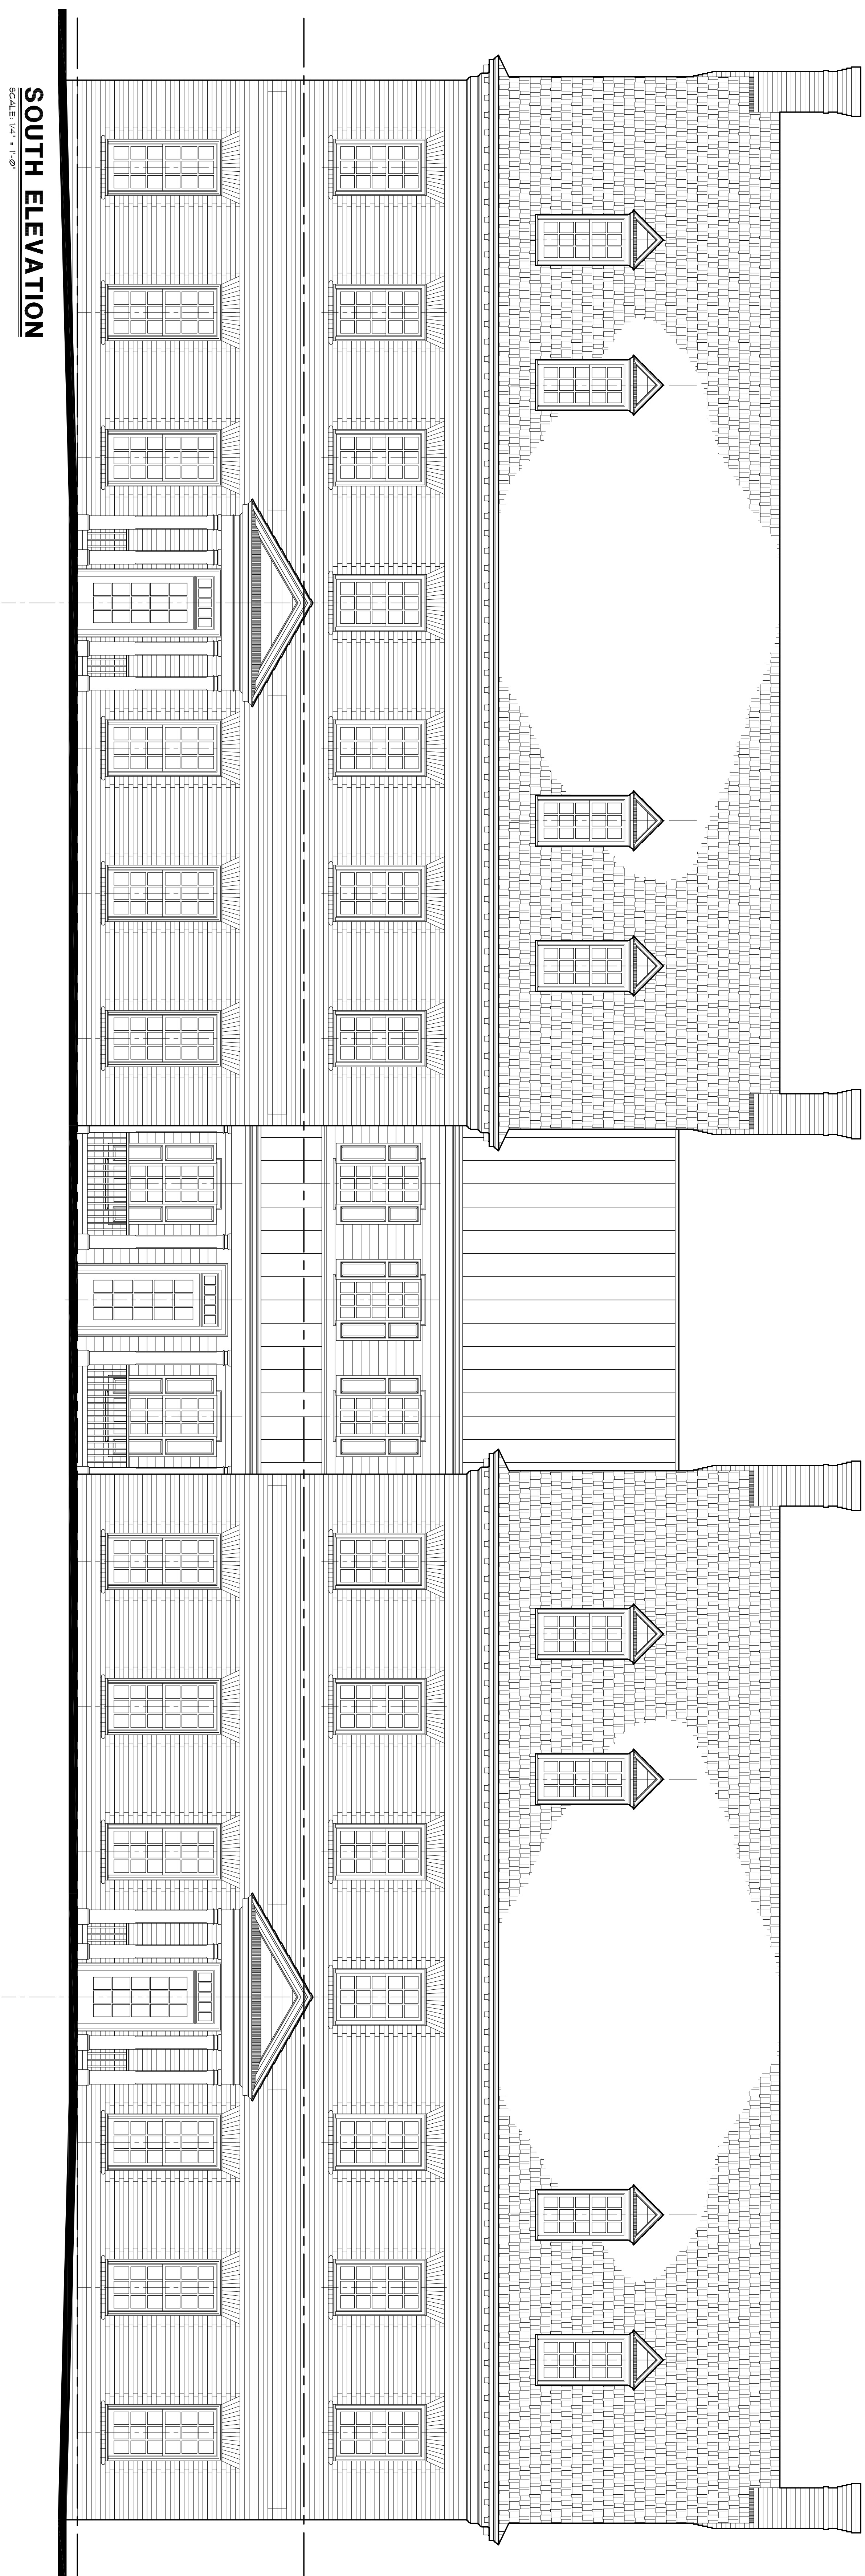 SOUTH ELEVATION
SCALE: 1/4" = 1'-0"